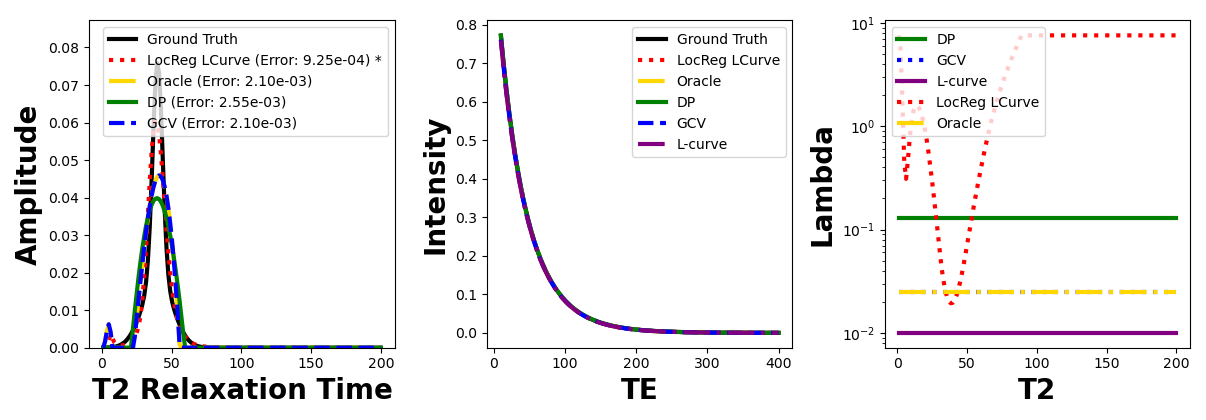 Amplitude
0.08
0.07
0.06
0.05
0.04
0.03
0.02
0.01
0.00
Ground Truth
LocReg LCurve (Error: 9.25e-04) *
Oracle (Error: 2.10e-03)
DP (Error: 2.55e-03)
GCV (Error: 2.10e-03)
0 50 100 150 200
T2 Relaxation Time
Intensity
0.8
0.7
0.6
0.5
0.4
0.3
0.2
0.1
0.0
Ground Truth
LocReg LCurve
Oracle
DP
GCV
L-curve
0 100 200 300 400
TE
Lambda
10¹
10⁰
10⁻¹
10⁻²
DP
GCV
L-curve
LocReg LCurve
Oracle
0 50 100 150 200
T2